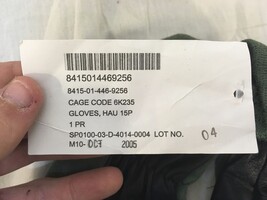 8415014469256
8415-01-446-9256
CAGE CODE 6K235
GLOVES, HAU 15P
1 PR
SP0100-03-D-4014-0004 LOT NO. 04
M10- OCT 2005